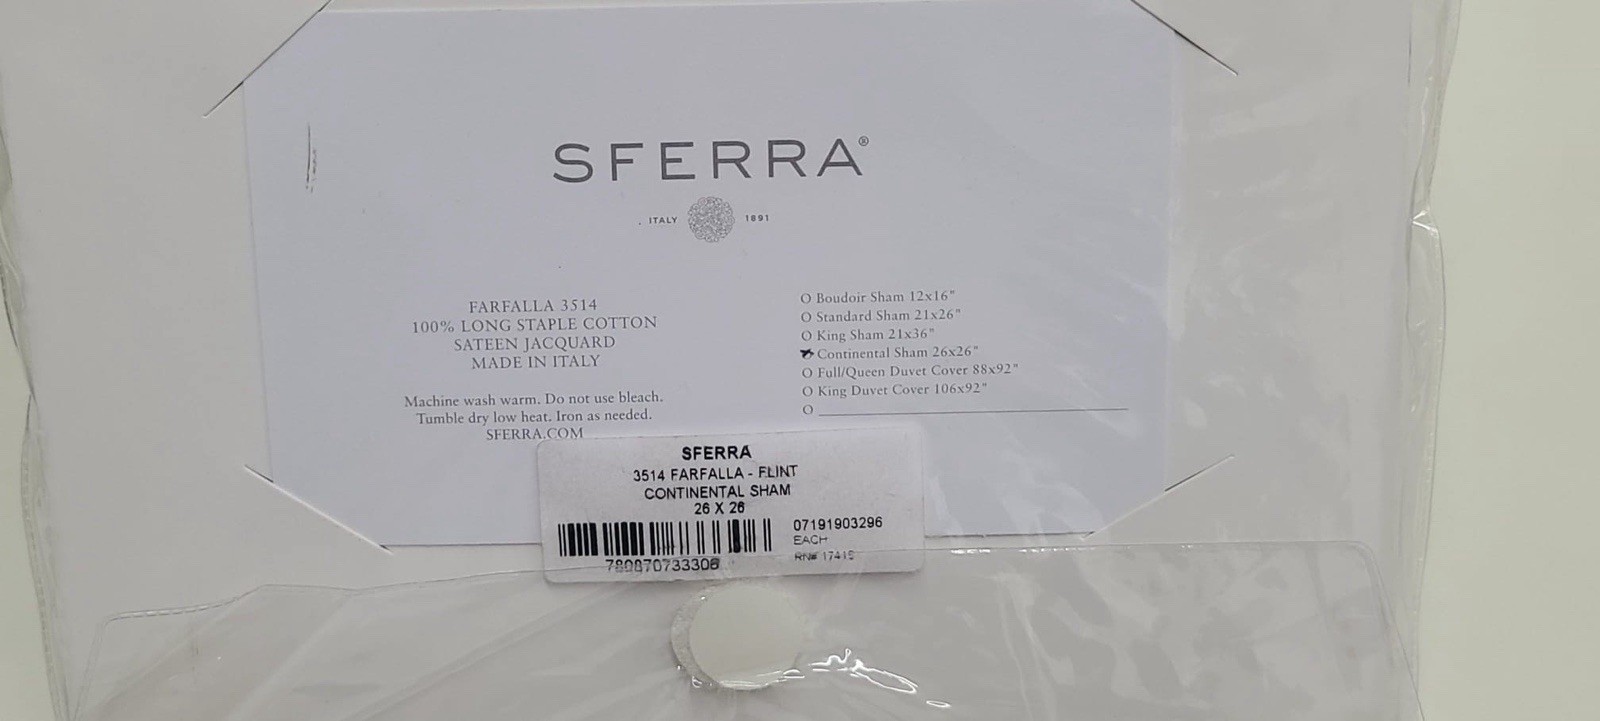 SFERRA®
ITALY 1891
FARFALLA 3514
100% LONG STAPLE COTTON
SATEEN JACQUARD
MADE IN ITALY
Machine wash warm. Do not use bleach.
Tumble dry low heat. Iron as needed.
SFERRA.COM
O Boudoir Sham 12x16"
O Standard Sham 21x26"
O King Sham 21x36"
Continental Sham 26x26"
O Full/Queen Duvet Cover 88x92"
O King Duvet Cover 106x92"
O
SFERRA
3514 FARFALLA - FLINT
CONTINENTAL SHAM
26 X 26
07191903296
EACH
RN#